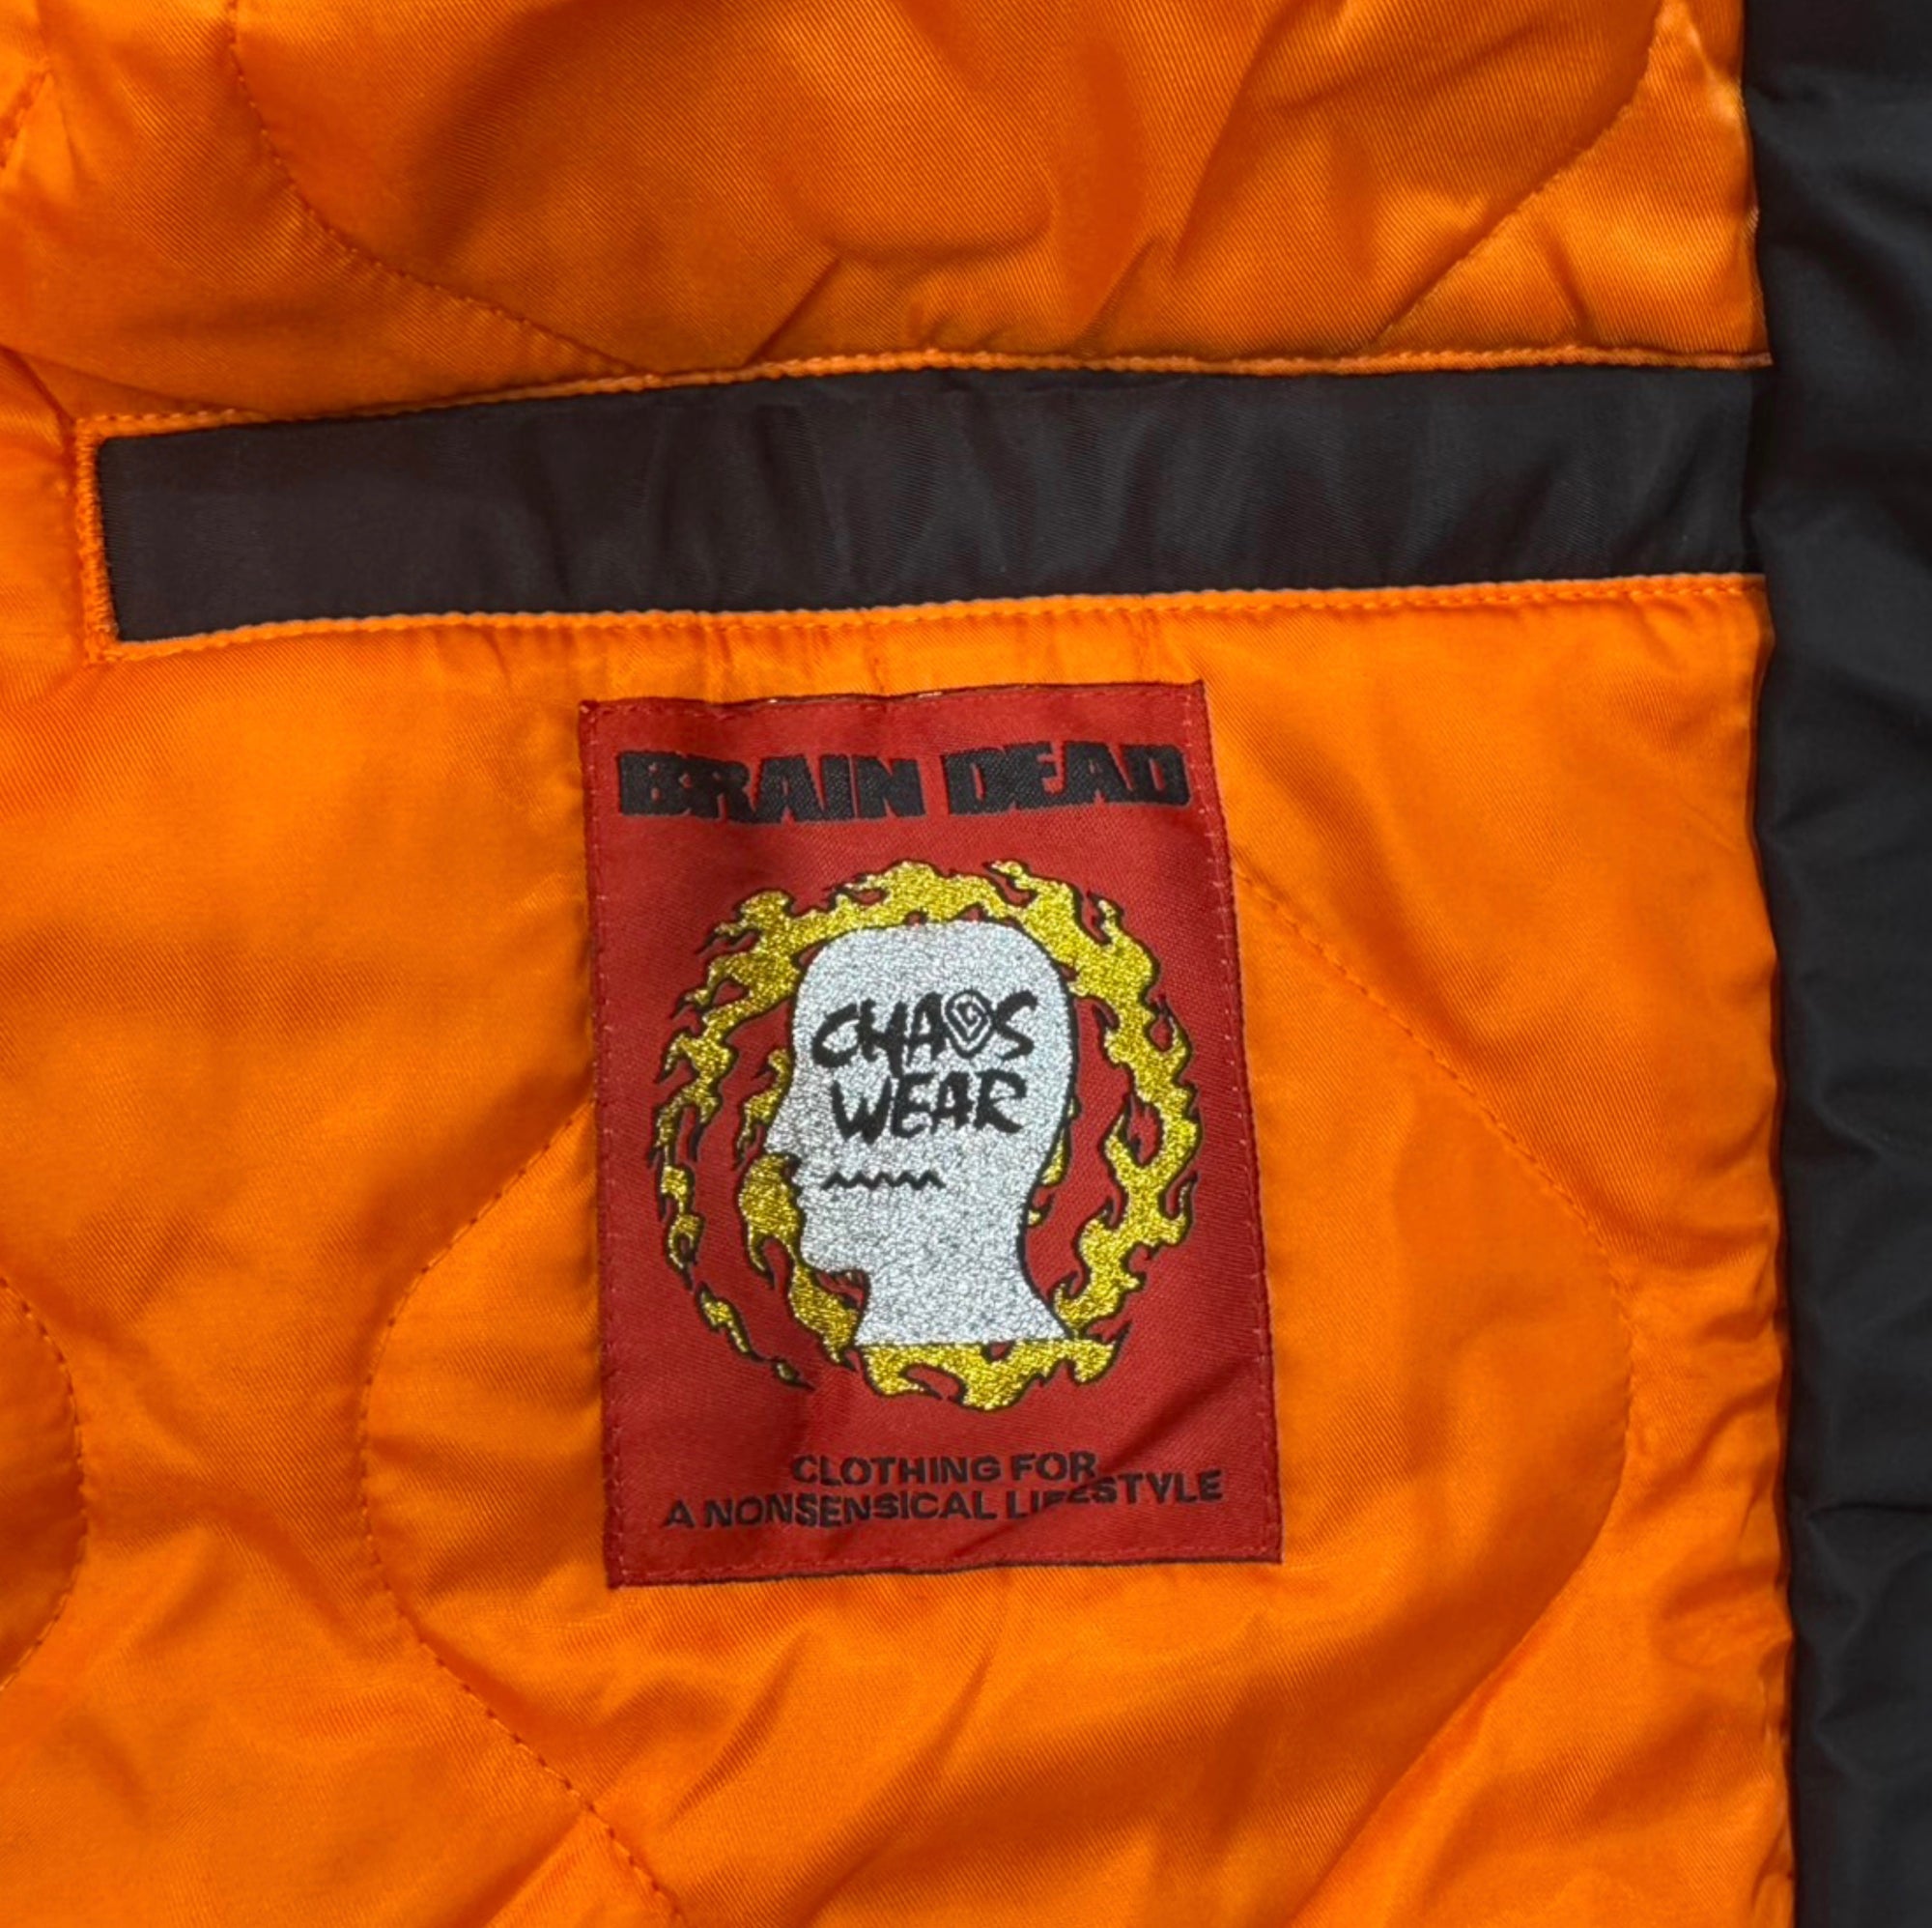 BRAIN DEAD
CHAOS
WEAR
CLOTHING FOR
A NONSENSICAL LIFESTYLE